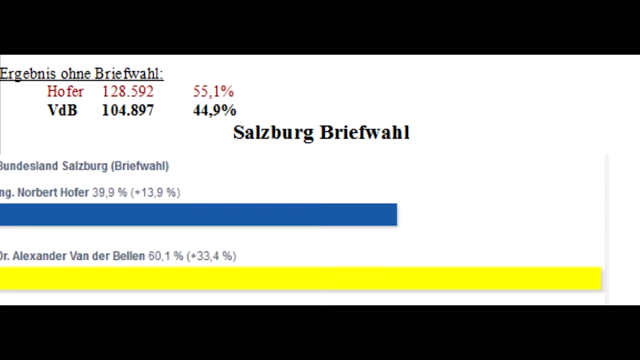 Ergebnis ohne Briefwahl:
Hofer 128.592 55,1%
VdB 104.897 44,9%
Salzburg Briefwahl
Bundesland Salzburg (Briefwahl)
ng. Norbert Hofer 39,9 % (+13,9 %)
Dr. Alexander Van der Bellen 60,1 % (+33,4 %)